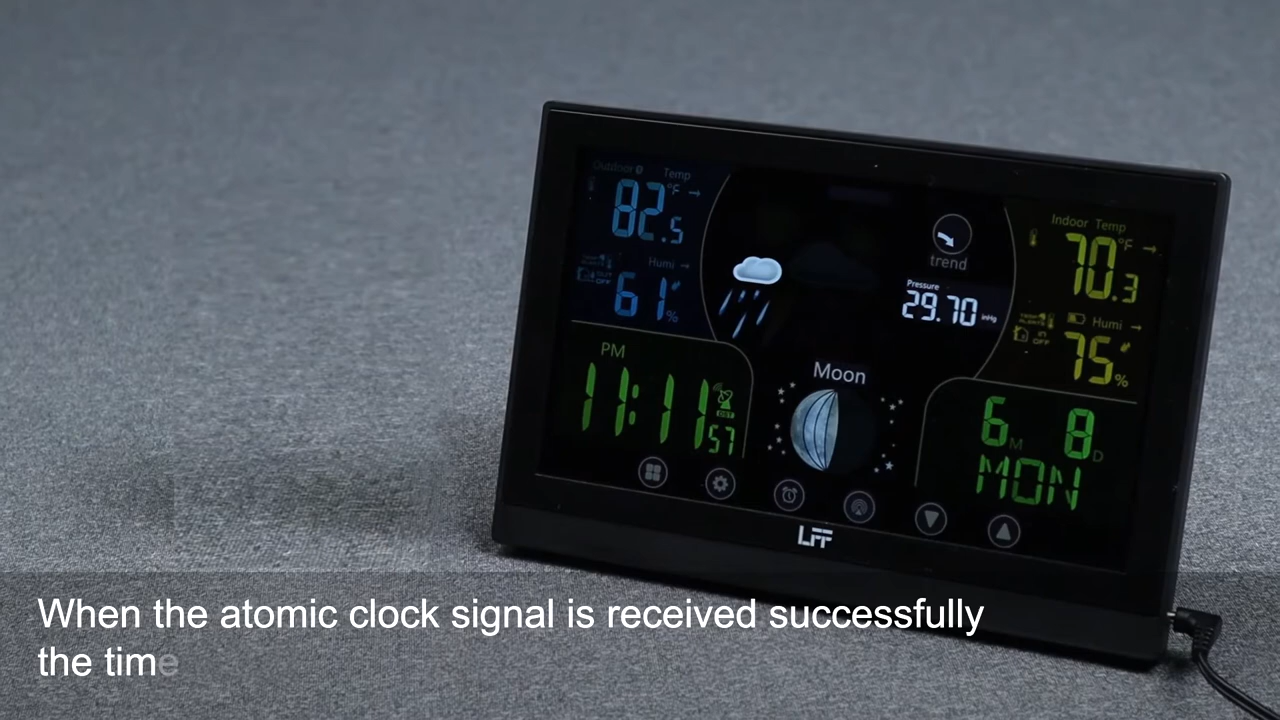 Outdoor Temp
82.5 °F
Humi
61 %
trend
Pressure
29.70 inHg
Indoor Temp
70.3 °F
Humi
75 %
PM
11:11 57
DST
Moon
6 M 8 D
MON
LFF
When the atomic clock signal is received successfully
the time